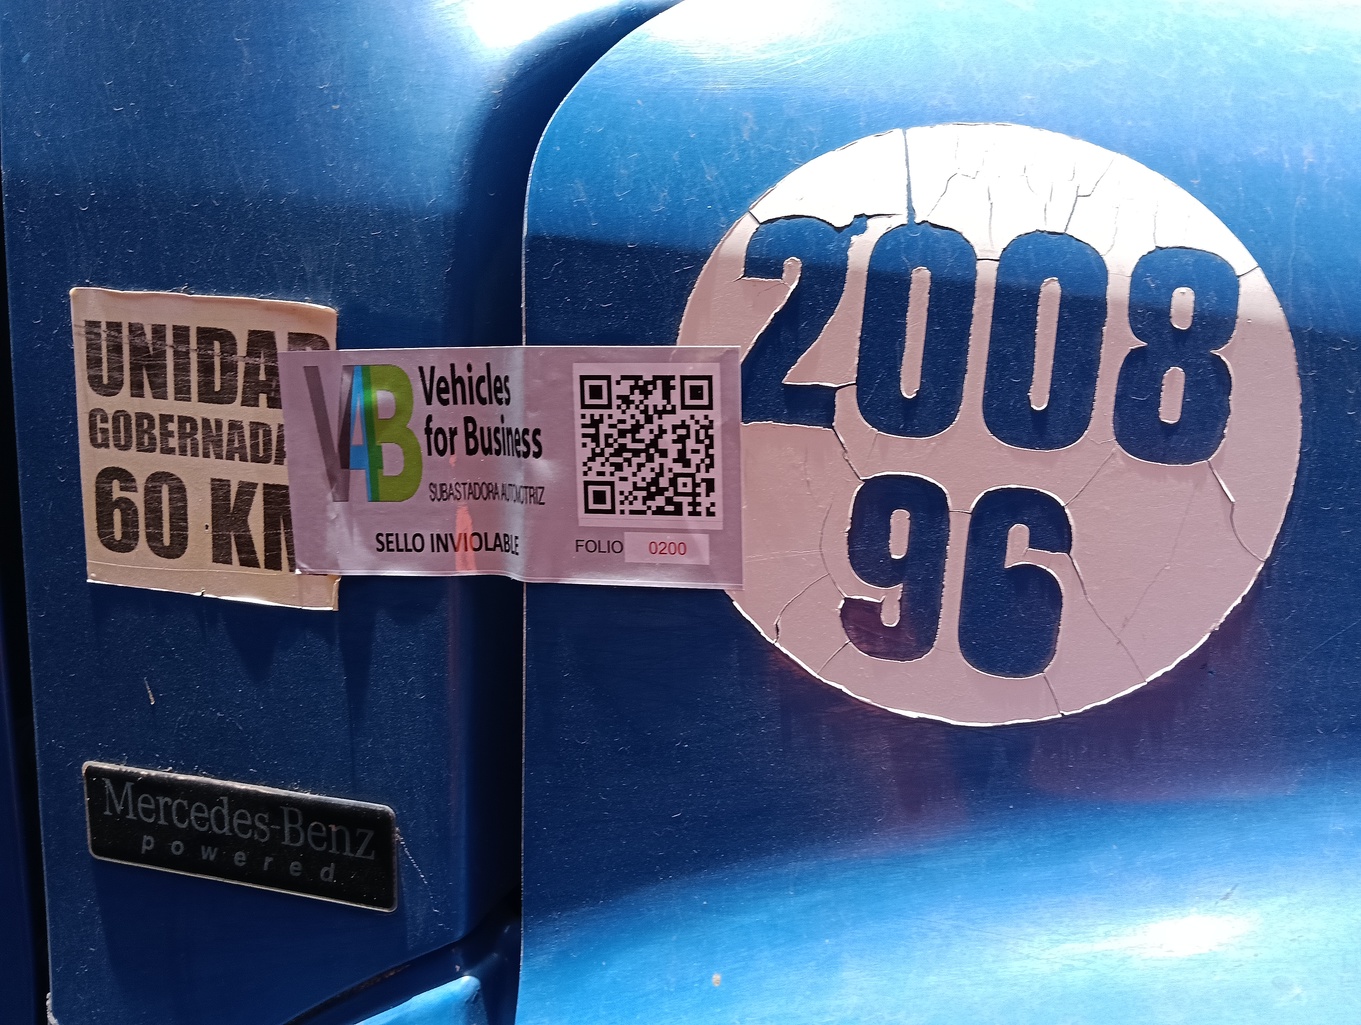 UNIDAD
GOBERNADA
60 KM
VAB
Vehicles
for Business
SUBASTADORA AUTOMOTRIZ
SELLO INVIOLABLE
FOLIO 0200
2008
96
Mercedes-Benz
powered